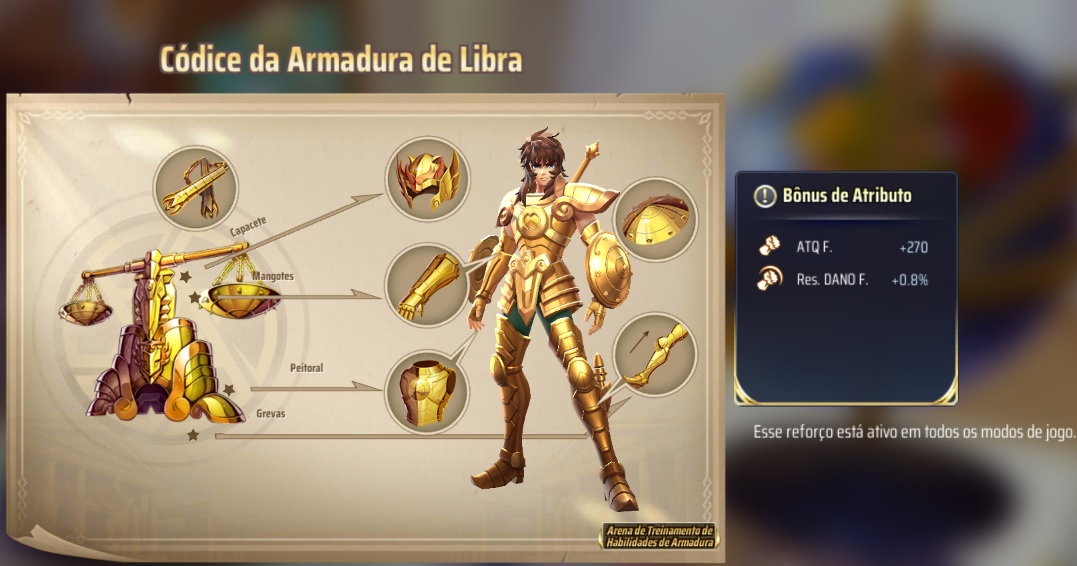 Códice da Armadura de Libra
Capacete
Mangotes
Peitoral
Grevas
Arena de Treinamento de
Habilidades de Armadura
Bônus de Atributo
ATQ F. +270
Res. DANO F. +0.8%
Esse reforço está ativo em todos os modos de jogo.